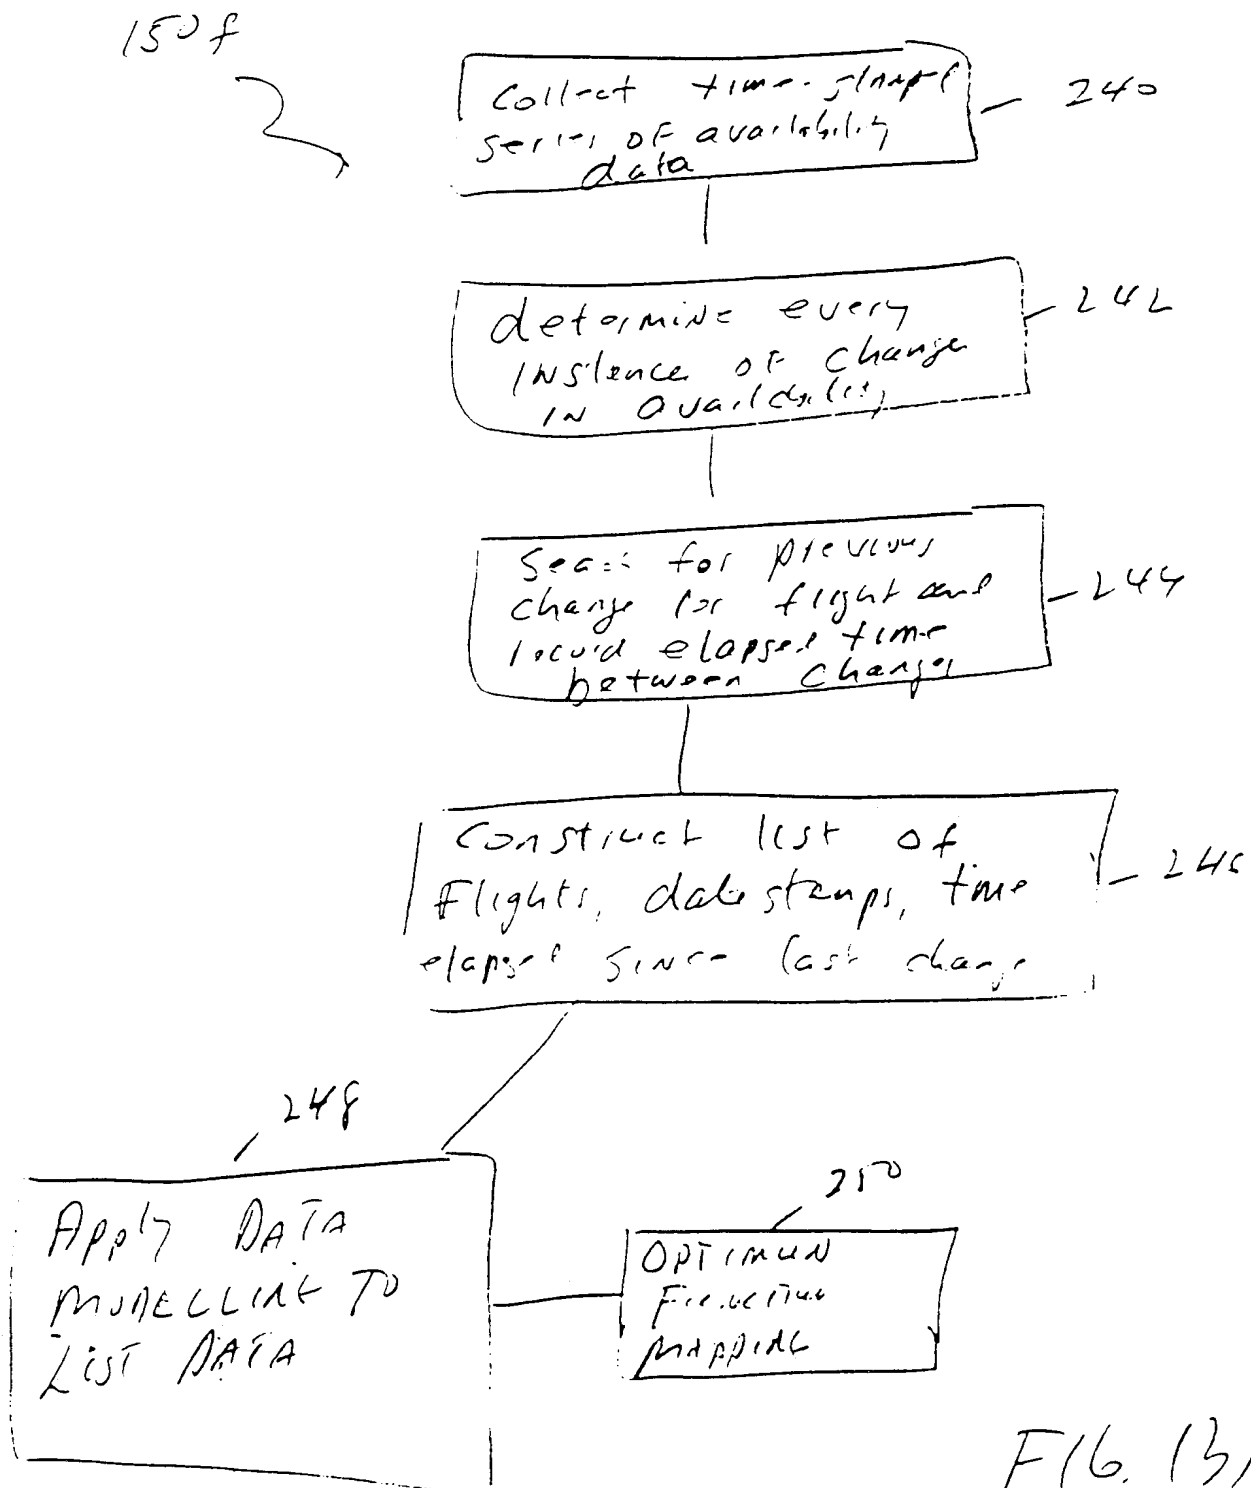 150f
Collect time-stamped
series of availability
data
240
determine every
instance of change
in availability
242
Search for previous
change for flight and
record elapsed time
between changes
244
Construct list of
Flights, date stamps, time
elapsed since last change
246
248
Apply DATA
MODELLING TO
LIST DATA
250
OPTIMUM
FUNCTION
MAPPING
FIG. 13